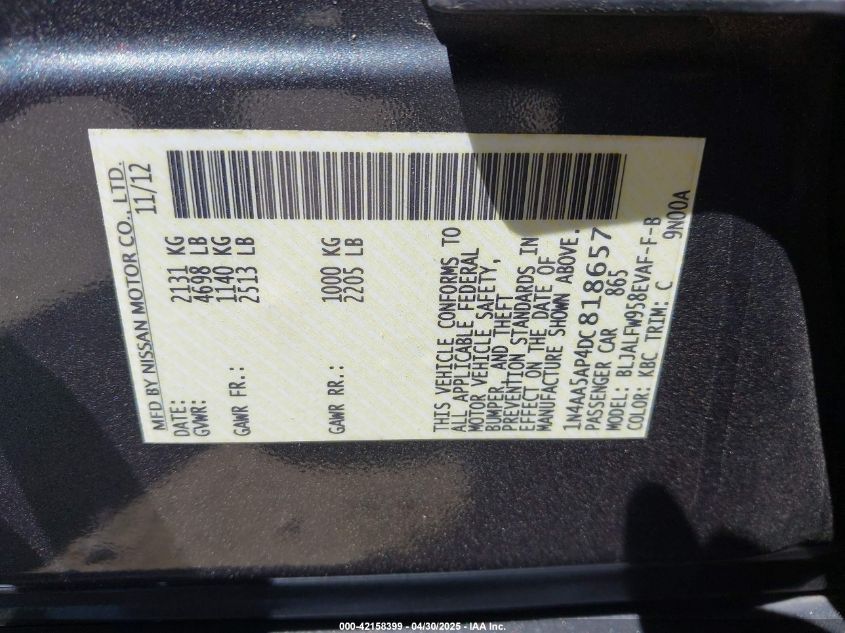 MFD BY NISSAN MOTOR CO., LTD.
DATE: 11/12
GVWR: 2131 KG
4698 LB
GAWR FR.: 1140 KG
2513 LB
GAWR RR.: 1000 KG
2205 LB
THIS VEHICLE CONFORMS TO
ALL APPLICABLE FEDERAL
MOTOR VEHICLE SAFETY,
BUMPER, AND THEFT
PREVENTION STANDARDS IN
EFFECT ON THE DATE OF
MANUFACTURE SHOWN ABOVE.
1N4AA5AP4DC818657
PASSENGER CAR 865
MODEL: BLJALFW958EVAF-F-B
COLOR: KBC TRIM: C 9N00A
000-42158399 - 04/30/2025 - IAA Inc.